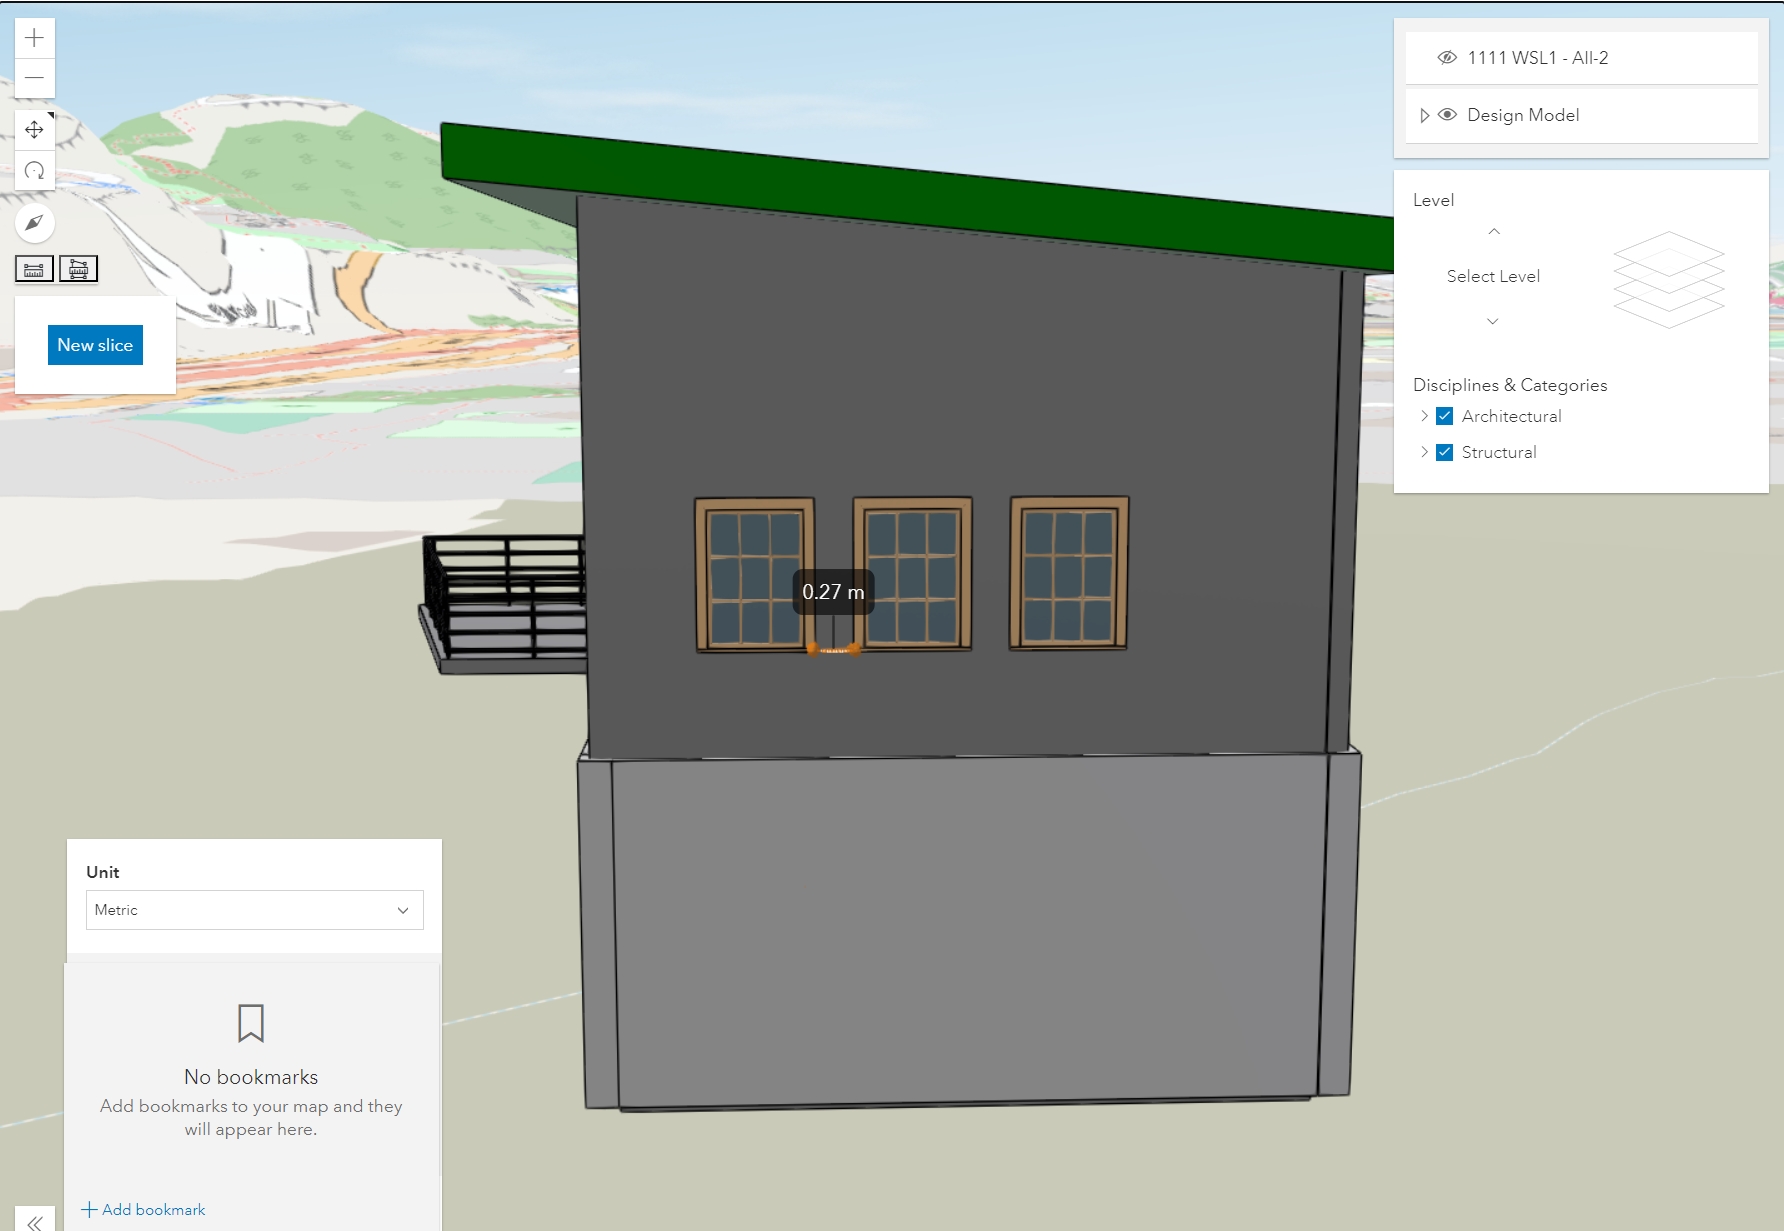 1111 WSL1 - All-2
Design Model
Level
Select Level
New slice
Disciplines & Categories
Architectural
Structural
0.27 m
Unit
Metric
No bookmarks
Add bookmarks to your map and they
will appear here.
Add bookmark